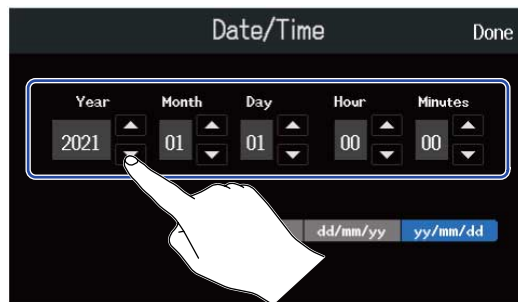 Date/Time Done
Year Month Day Hour Minutes
2021 01 01 00 00
dd/mm/yy yy/mm/dd